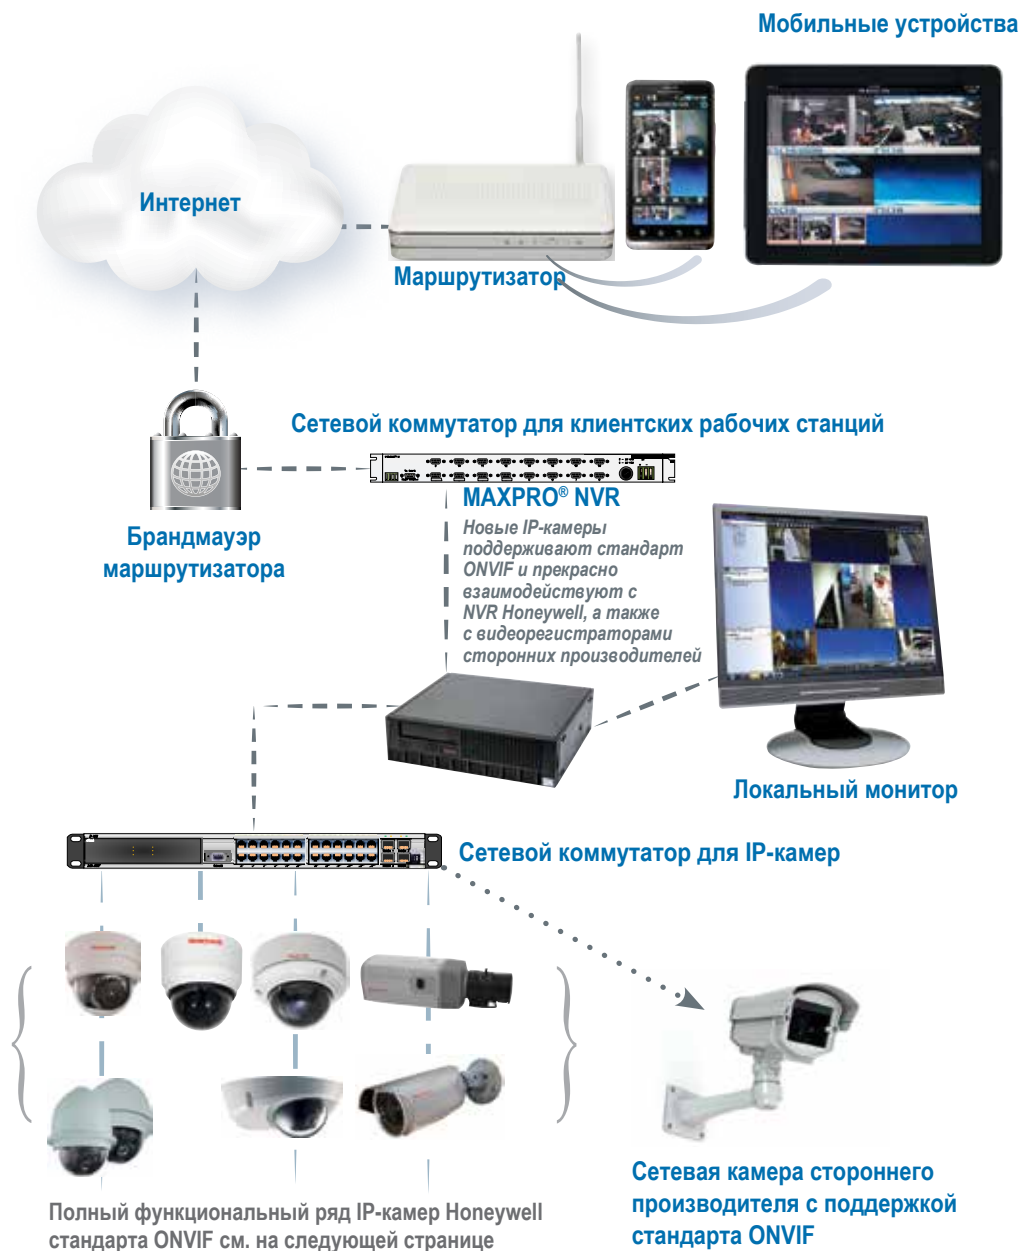 Мобильные устройства
Интернет
Маршрутизатор
Сетевой коммутатор для клиентских рабочих станций
MAXPRO® NVR
Брандмауэр
маршрутизатора
Новые IP-камеры
поддерживают стандарт
ONVIF и прекрасно
взаимодействуют с
NVR Honeywell, а также
с видеорегистраторами
сторонних производителей
Локальный монитор
Сетевой коммутатор для IP-камер
Сетевая камера стороннего
производителя с поддержкой
стандарта ONVIF
Полный функциональный ряд IP-камер Honeywell
стандарта ONVIF см. на следующей странице